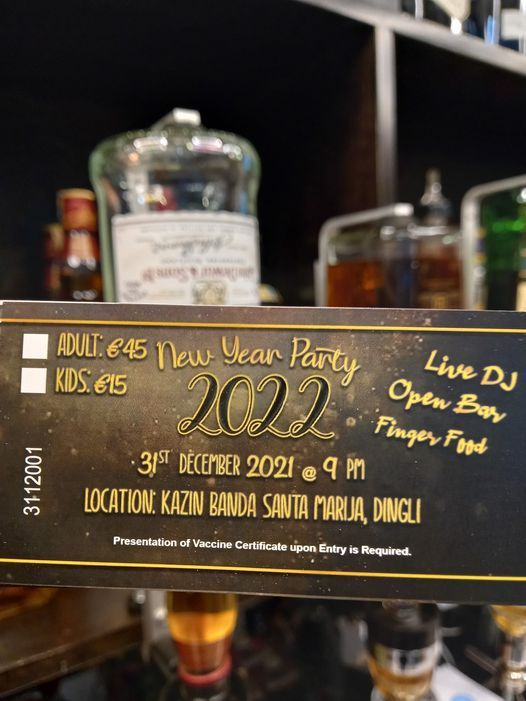 ADULT: €45
KIDS: €15
New Year Party
2022
Live DJ
Open Bar
Finger Food
31ST DECEMBER 2021 @ 9 PM
LOCATION: KAZIN BANDA SANTA MARIJA, DINGLI
Presentation of Vaccine Certificate upon Entry is Required.
3112001